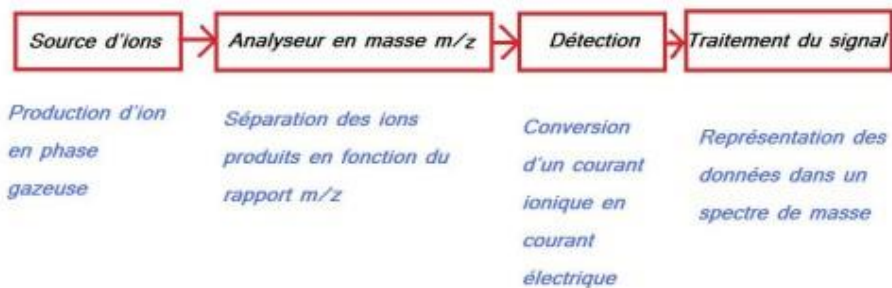 Source d'ions
Analyseur en masse m/z
Détection
Traitement du signal
Production d'ion
en phase
gazeuse
Séparation des ions
produits en fonction du
rapport m/z
Conversion
d'un courant
ionique en
courant
électrique
Représentation des
données dans un
spectre de masse